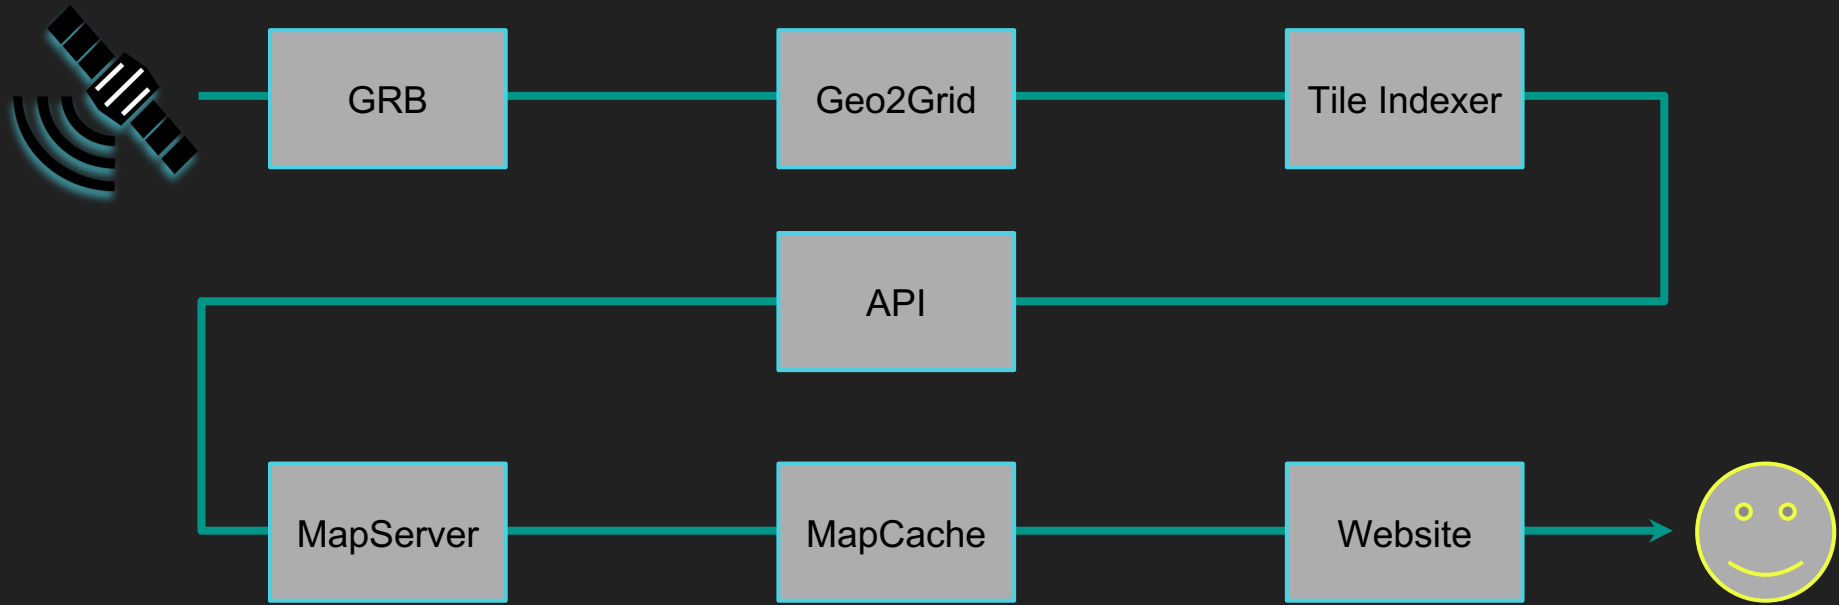 GRB
Geo2Grid
Tile Indexer
API
MapServer
MapCache
Website